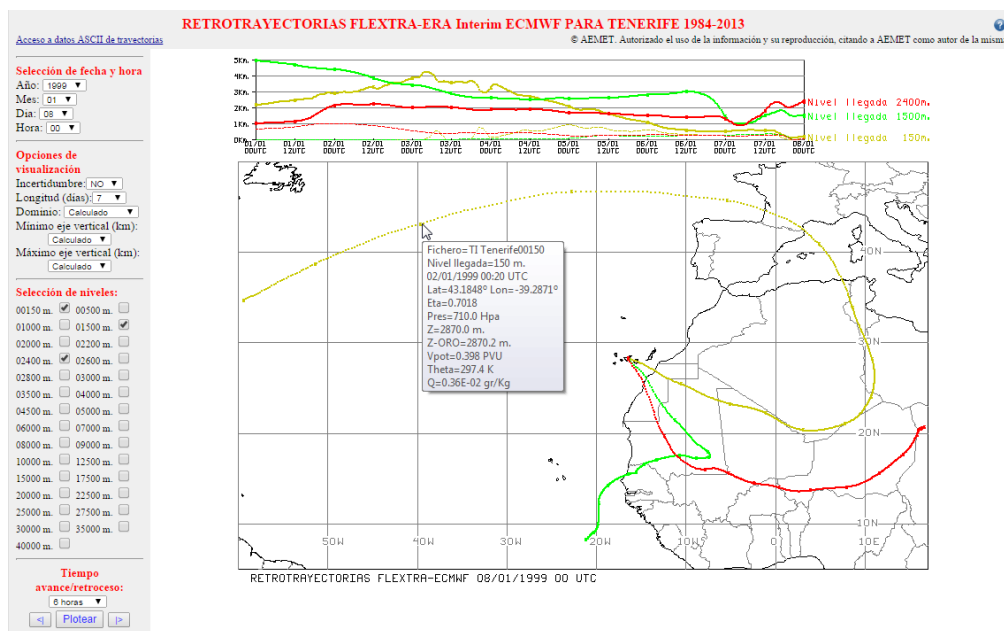 RETROTRAYECTORIAS FLEXTRA-ERA Interim ECMWF PARA TENERIFE 1984-2013
Acceso a datos ASCII de trayectorias
© AEMET. Autorizado el uso de la información y su reproducción, citando a AEMET como autor de la mism
Selección de fecha y hora
Año: 1999
Mes: 01
Dia: 08
Hora: 00
Opciones de
visualización
Incertidumbre: NO
Longitud (días): 7
Dominio: Calculado
Mínimo eje vertical (km):
Calculado
Máximo eje vertical (km):
Calculado
Selección de niveles:
00150 m. 00500 m.
01000 m. 01500 m.
02000 m. 02200 m.
02400 m. 02600 m.
02800 m. 03000 m.
03500 m. 04000 m.
04500 m. 05000 m.
06000 m. 07000 m.
08000 m. 09000 m.
10000 m. 12500 m.
15000 m. 17500 m.
20000 m. 22500 m.
25000 m. 27500 m.
30000 m. 35000 m.
40000 m.
Tiempo
avance/retroceso:
6 horas
<| Plotear |>
5Km.
4Km.
3Km.
2Km.
1Km.
0Km.
Nivel llegada 2400m.
Nivel llegada 1500m.
Nivel llegada 150m.
01/01 01/01 02/01 02/01 03/01 03/01 04/01 04/01 05/01 05/01 06/01 06/01 07/01 07/01 08/01
00UTC 12UTC 00UTC 12UTC 00UTC 12UTC 00UTC 12UTC 00UTC 12UTC 00UTC 12UTC 00UTC 12UTC 00UTC
Fichero=TI Tenerife00150
Nivel llegada=150 m.
02/01/1999 00:20 UTC
Lat=43.1848º Lon=-39.2871º
Eta=0.7018
Pres=710.0 Hpa
Z=2870.0 m.
Z-ORO=2870.2 m.
Vpot=0.398 PVU
Theta=297.4 K
Q=0.36E-02 gr/Kg
40N
30N
20N
10N
50W 40W 30W 20W 10W 0 10E
RETROTRAYECTORIAS FLEXTRA-ECMWF 08/01/1999 00 UTC